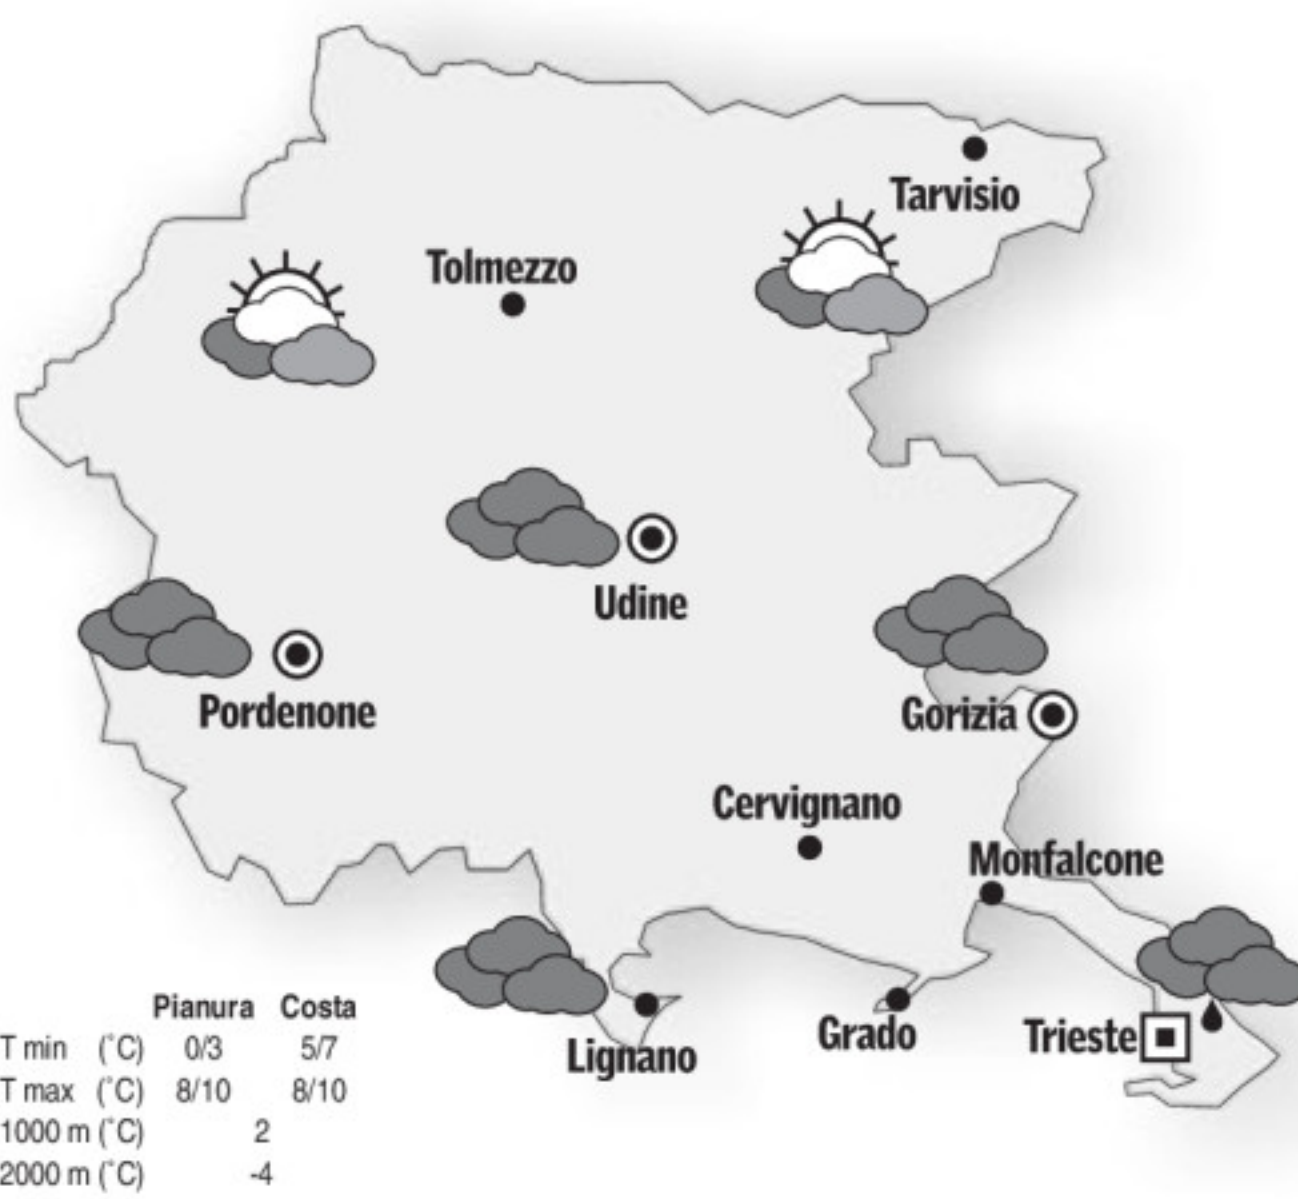 Tarvisio
Tolmezzo
Udine
Pordenone
Gorizia
Cervignano
Monfalcone
Grado
Trieste
Lignano
Pianura Costa
T min (°C) 0/3 5/7
T max (°C) 8/10 8/10
1000 m (°C) 2
2000 m (°C) -4